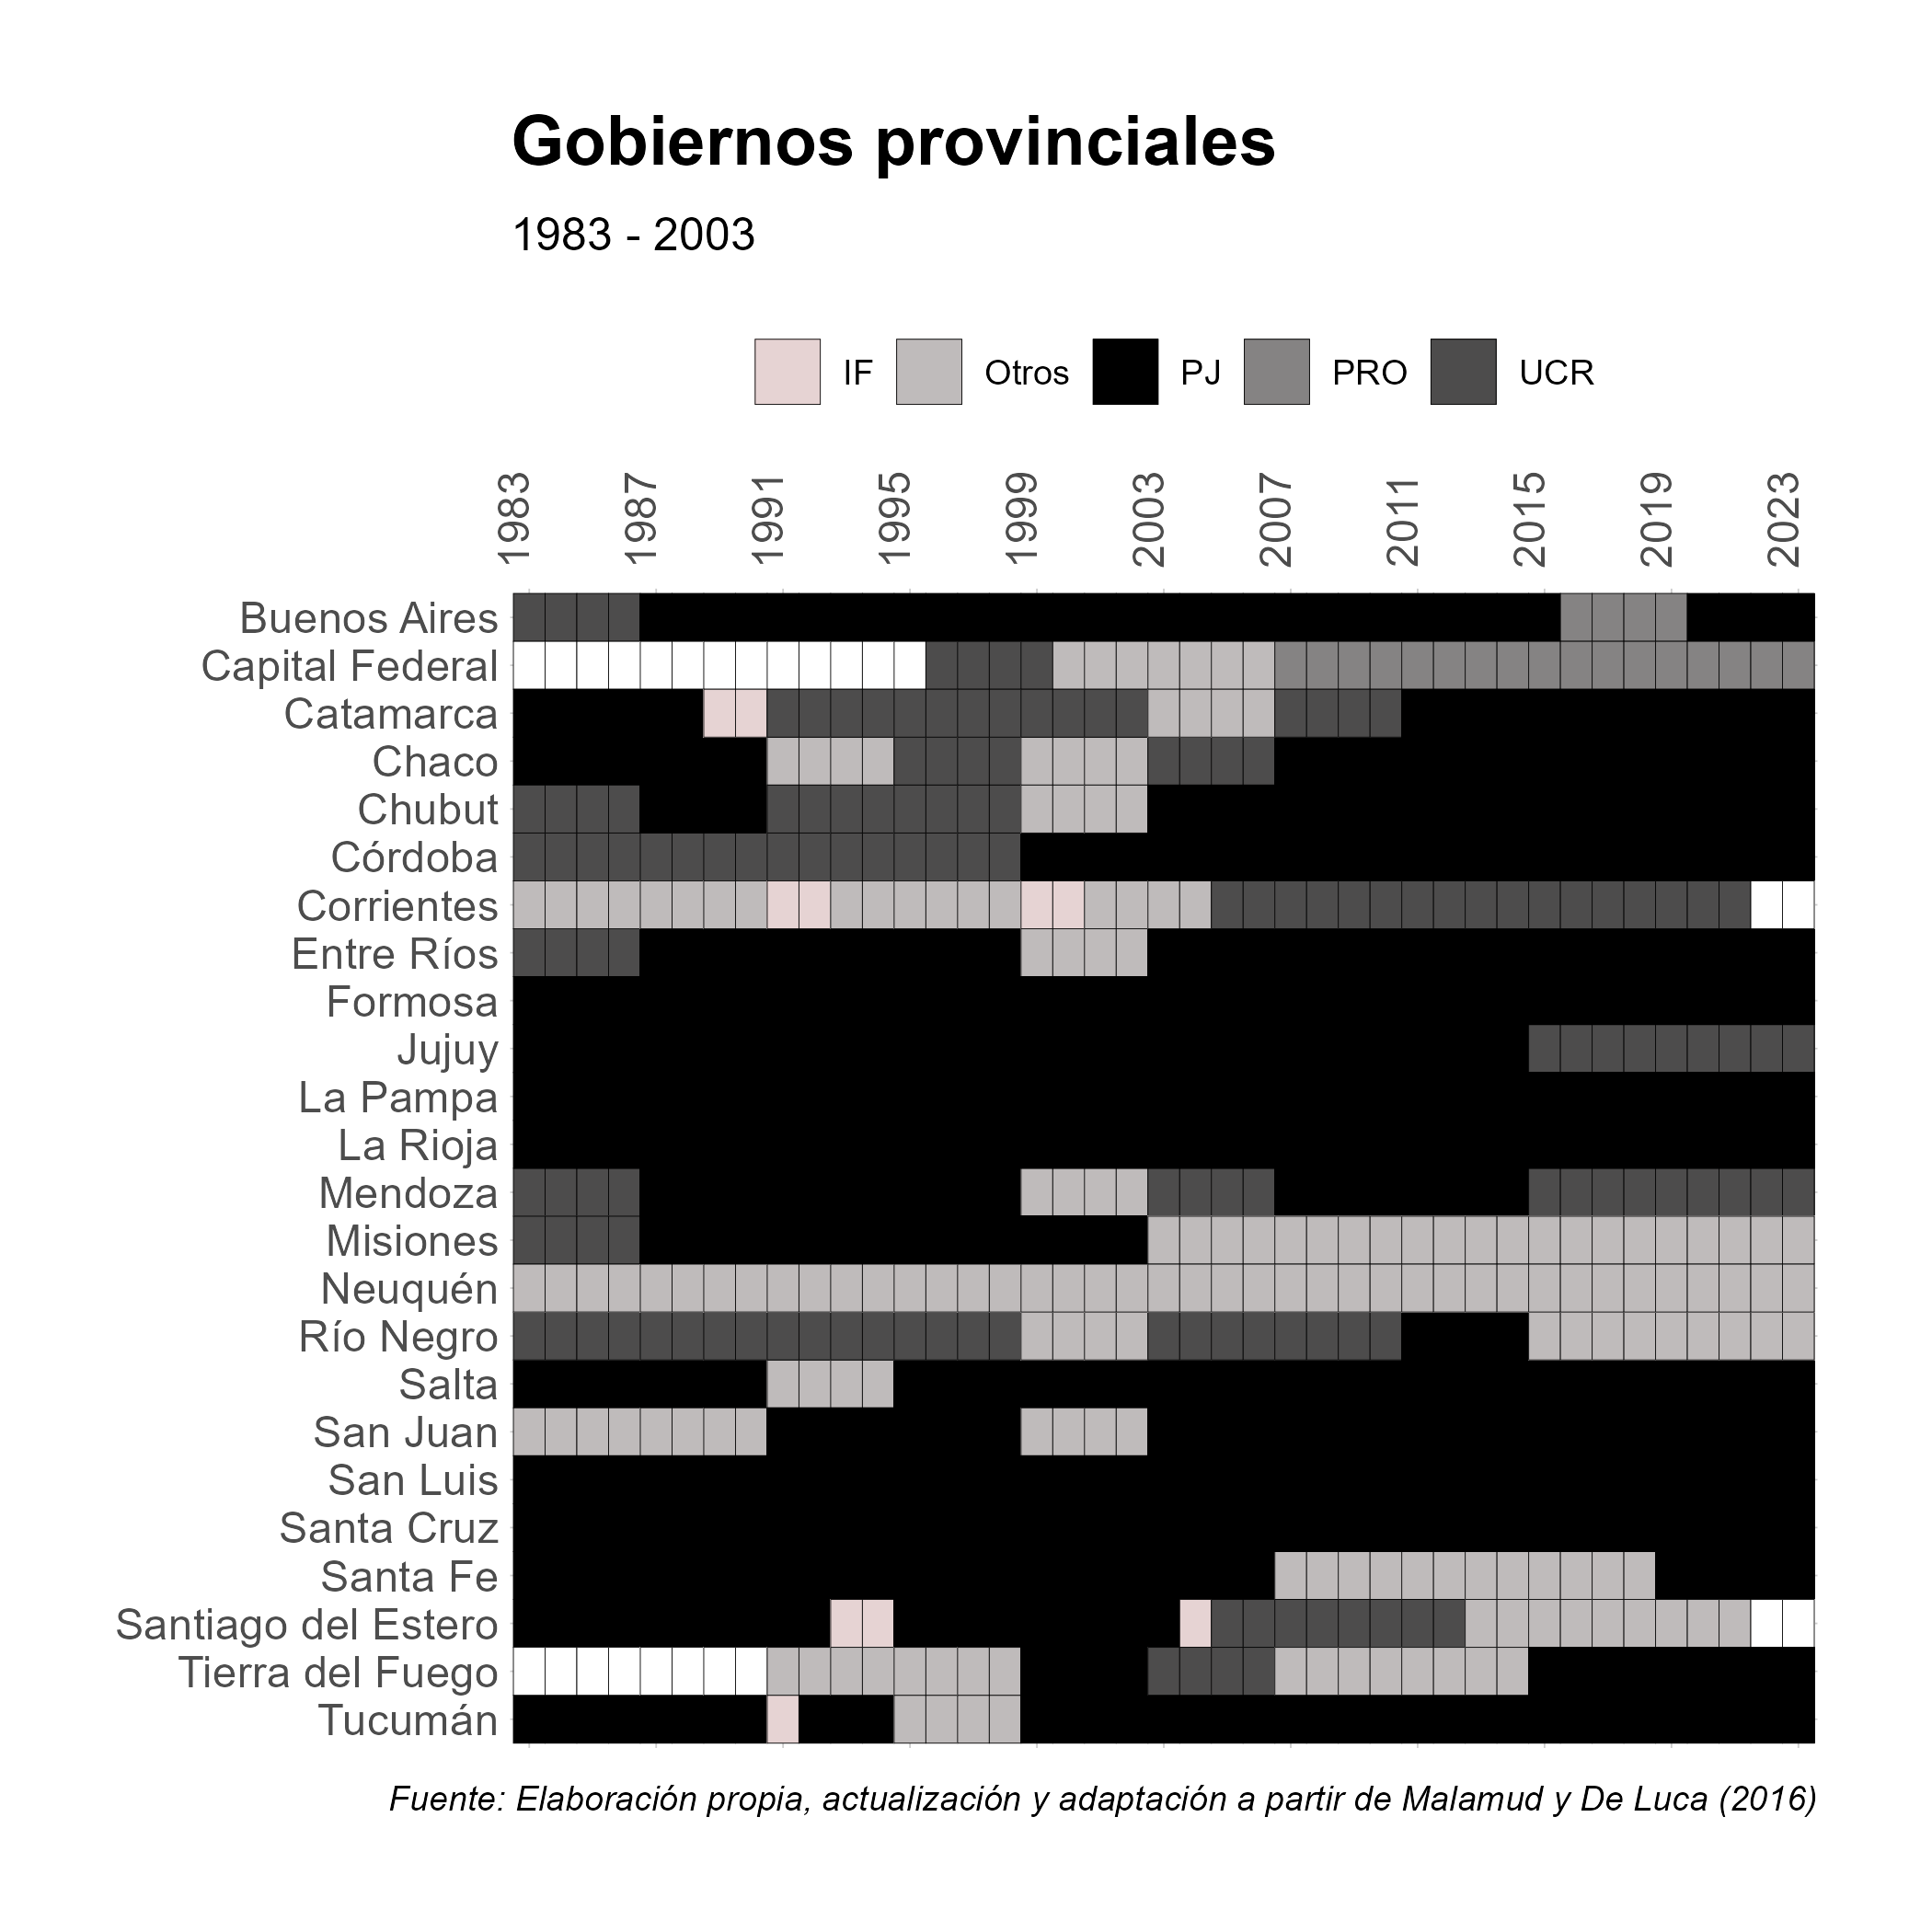 Gobiernos provinciales
1983 - 2003
IF Otros PJ PRO UCR
1983 1987 1991 1995 1999 2003 2007 2011 2015 2019 2023
Buenos Aires
Capital Federal
Catamarca
Chaco
Chubut
Córdoba
Corrientes
Entre Ríos
Formosa
Jujuy
La Pampa
La Rioja
Mendoza
Misiones
Neuquén
Río Negro
Salta
San Juan
San Luis
Santa Cruz
Santa Fe
Santiago del Estero
Tierra del Fuego
Tucumán
Fuente: Elaboración propia, actualización y adaptación a partir de Malamud y De Luca (2016)